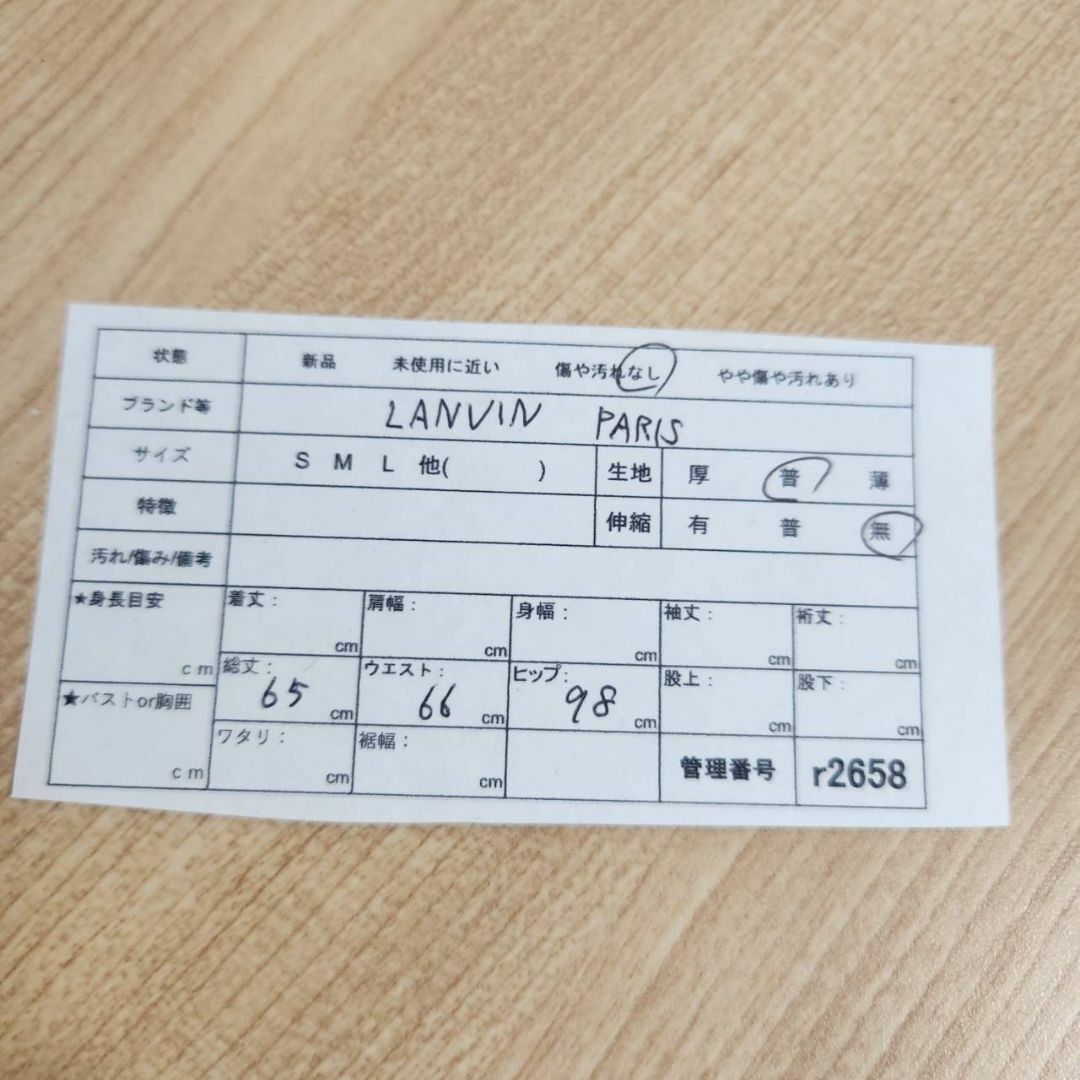 状態 新品 未使用に近い 傷や汚れなし やや傷や汚れあり
ブランド等 LANVIN PARIS
サイズ S M L 他( ) 生地 厚 普 薄
特徴 伸縮 有 普 無
汚れ/傷み/備考
★身長目安 cm 着丈: cm 肩幅: cm 身幅: cm 袖丈: cm 裄丈: cm
総丈: 65 cm ウエスト: 66 cm ヒップ: 98 cm 股上: cm 股下: cm
★バストor胸囲 cm ワタリ: cm 裾幅: cm 管理番号 r2658